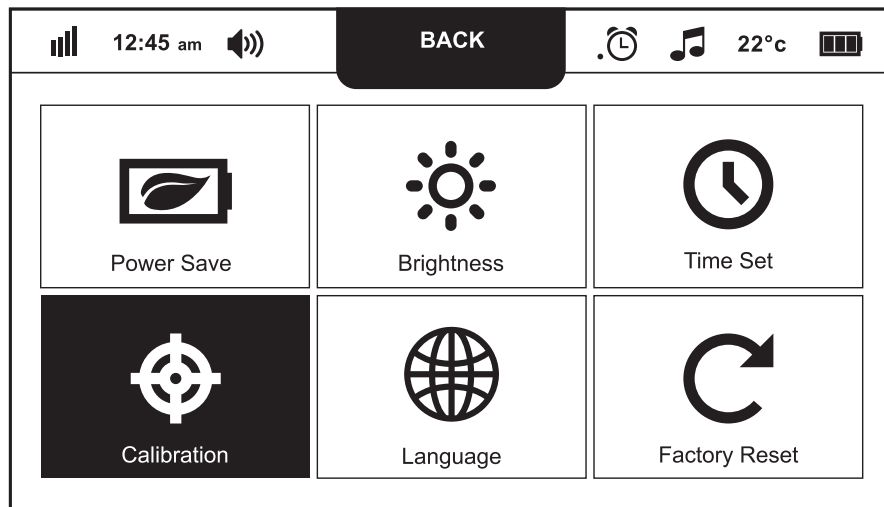 12:45 am BACK 22°c
Power Save Brightness Time Set
Calibration Language Factory Reset